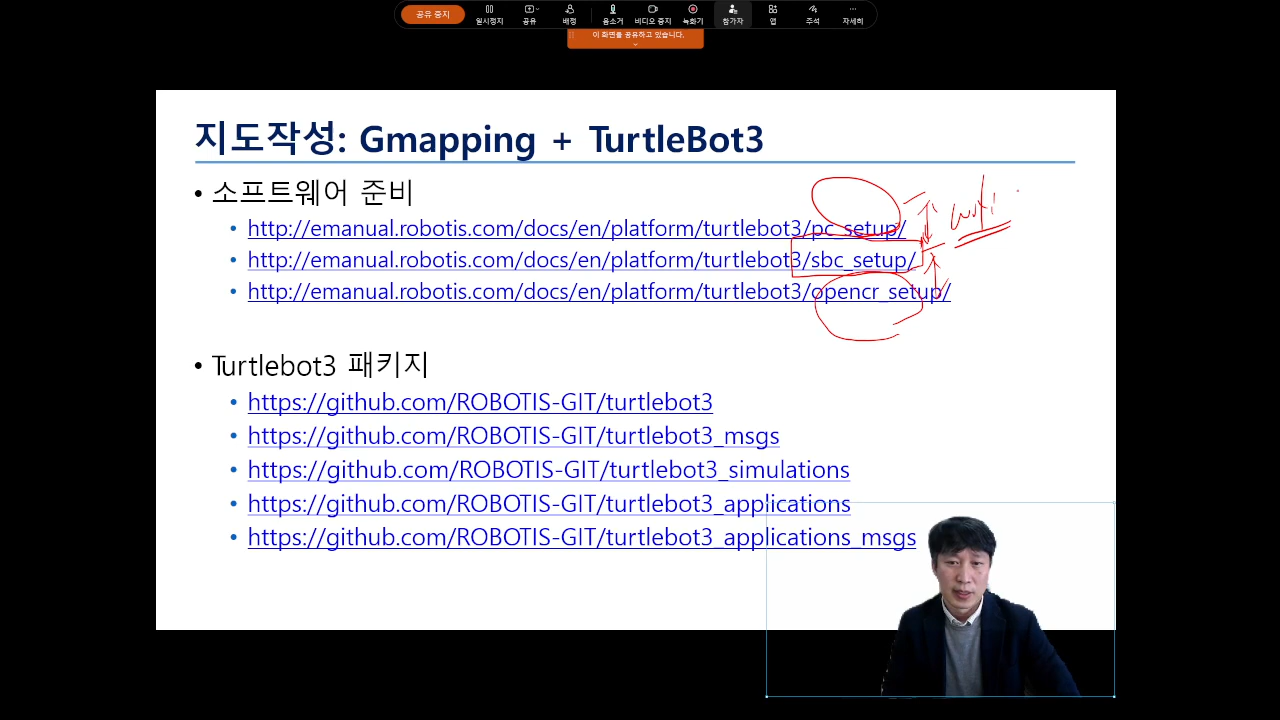 공유 중지
일시정지 공유 배정 음소거 비디오 중지 녹화기 참가자 앱 주석 자세히
이 화면을 공유하고 있습니다.
지도작성: Gmapping + TurtleBot3
• 소프트웨어 준비
• http://emanual.robotis.com/docs/en/platform/turtlebot3/pc_setup/
• http://emanual.robotis.com/docs/en/platform/turtlebot3/sbc_setup/
• http://emanual.robotis.com/docs/en/platform/turtlebot3/opencr_setup/
• Turtlebot3 패키지
• https://github.com/ROBOTIS-GIT/turtlebot3
• https://github.com/ROBOTIS-GIT/turtlebot3_msgs
• https://github.com/ROBOTIS-GIT/turtlebot3_simulations
• https://github.com/ROBOTIS-GIT/turtlebot3_applications
• https://github.com/ROBOTIS-GIT/turtlebot3_applications_msgs